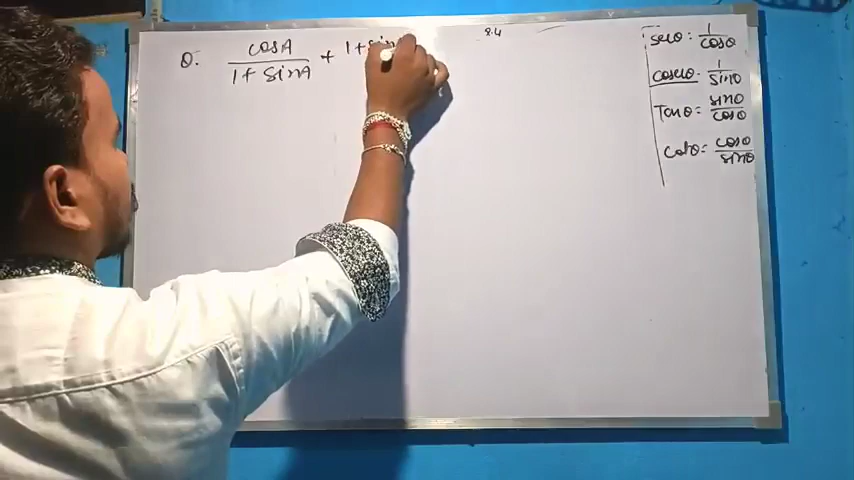 Q. cosA / 1 + sinA + 1 + sin
8.4
secθ = 1 / cosθ
cosecθ = 1 / sinθ
Tanθ = sinθ / cosθ
cotθ = cosθ / sinθ